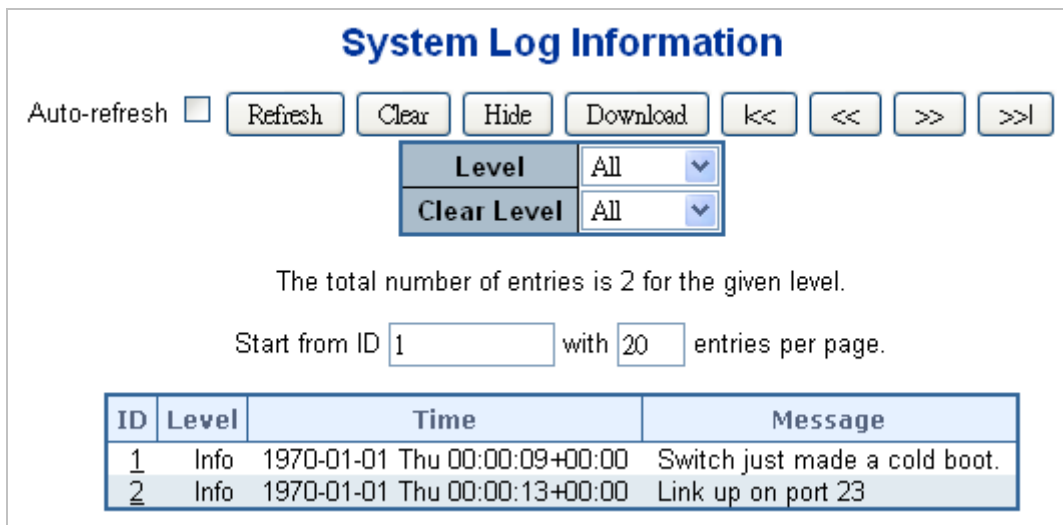 System Log Information
Auto-refresh Refresh Clear Hide Download |<< << >> >>|
Level All
Clear Level All
The total number of entries is 2 for the given level.
Start from ID 1 with 20 entries per page.
ID Level Time Message
1 Info 1970-01-01 Thu 00:00:09+00:00 Switch just made a cold boot.
2 Info 1970-01-01 Thu 00:00:13+00:00 Link up on port 23